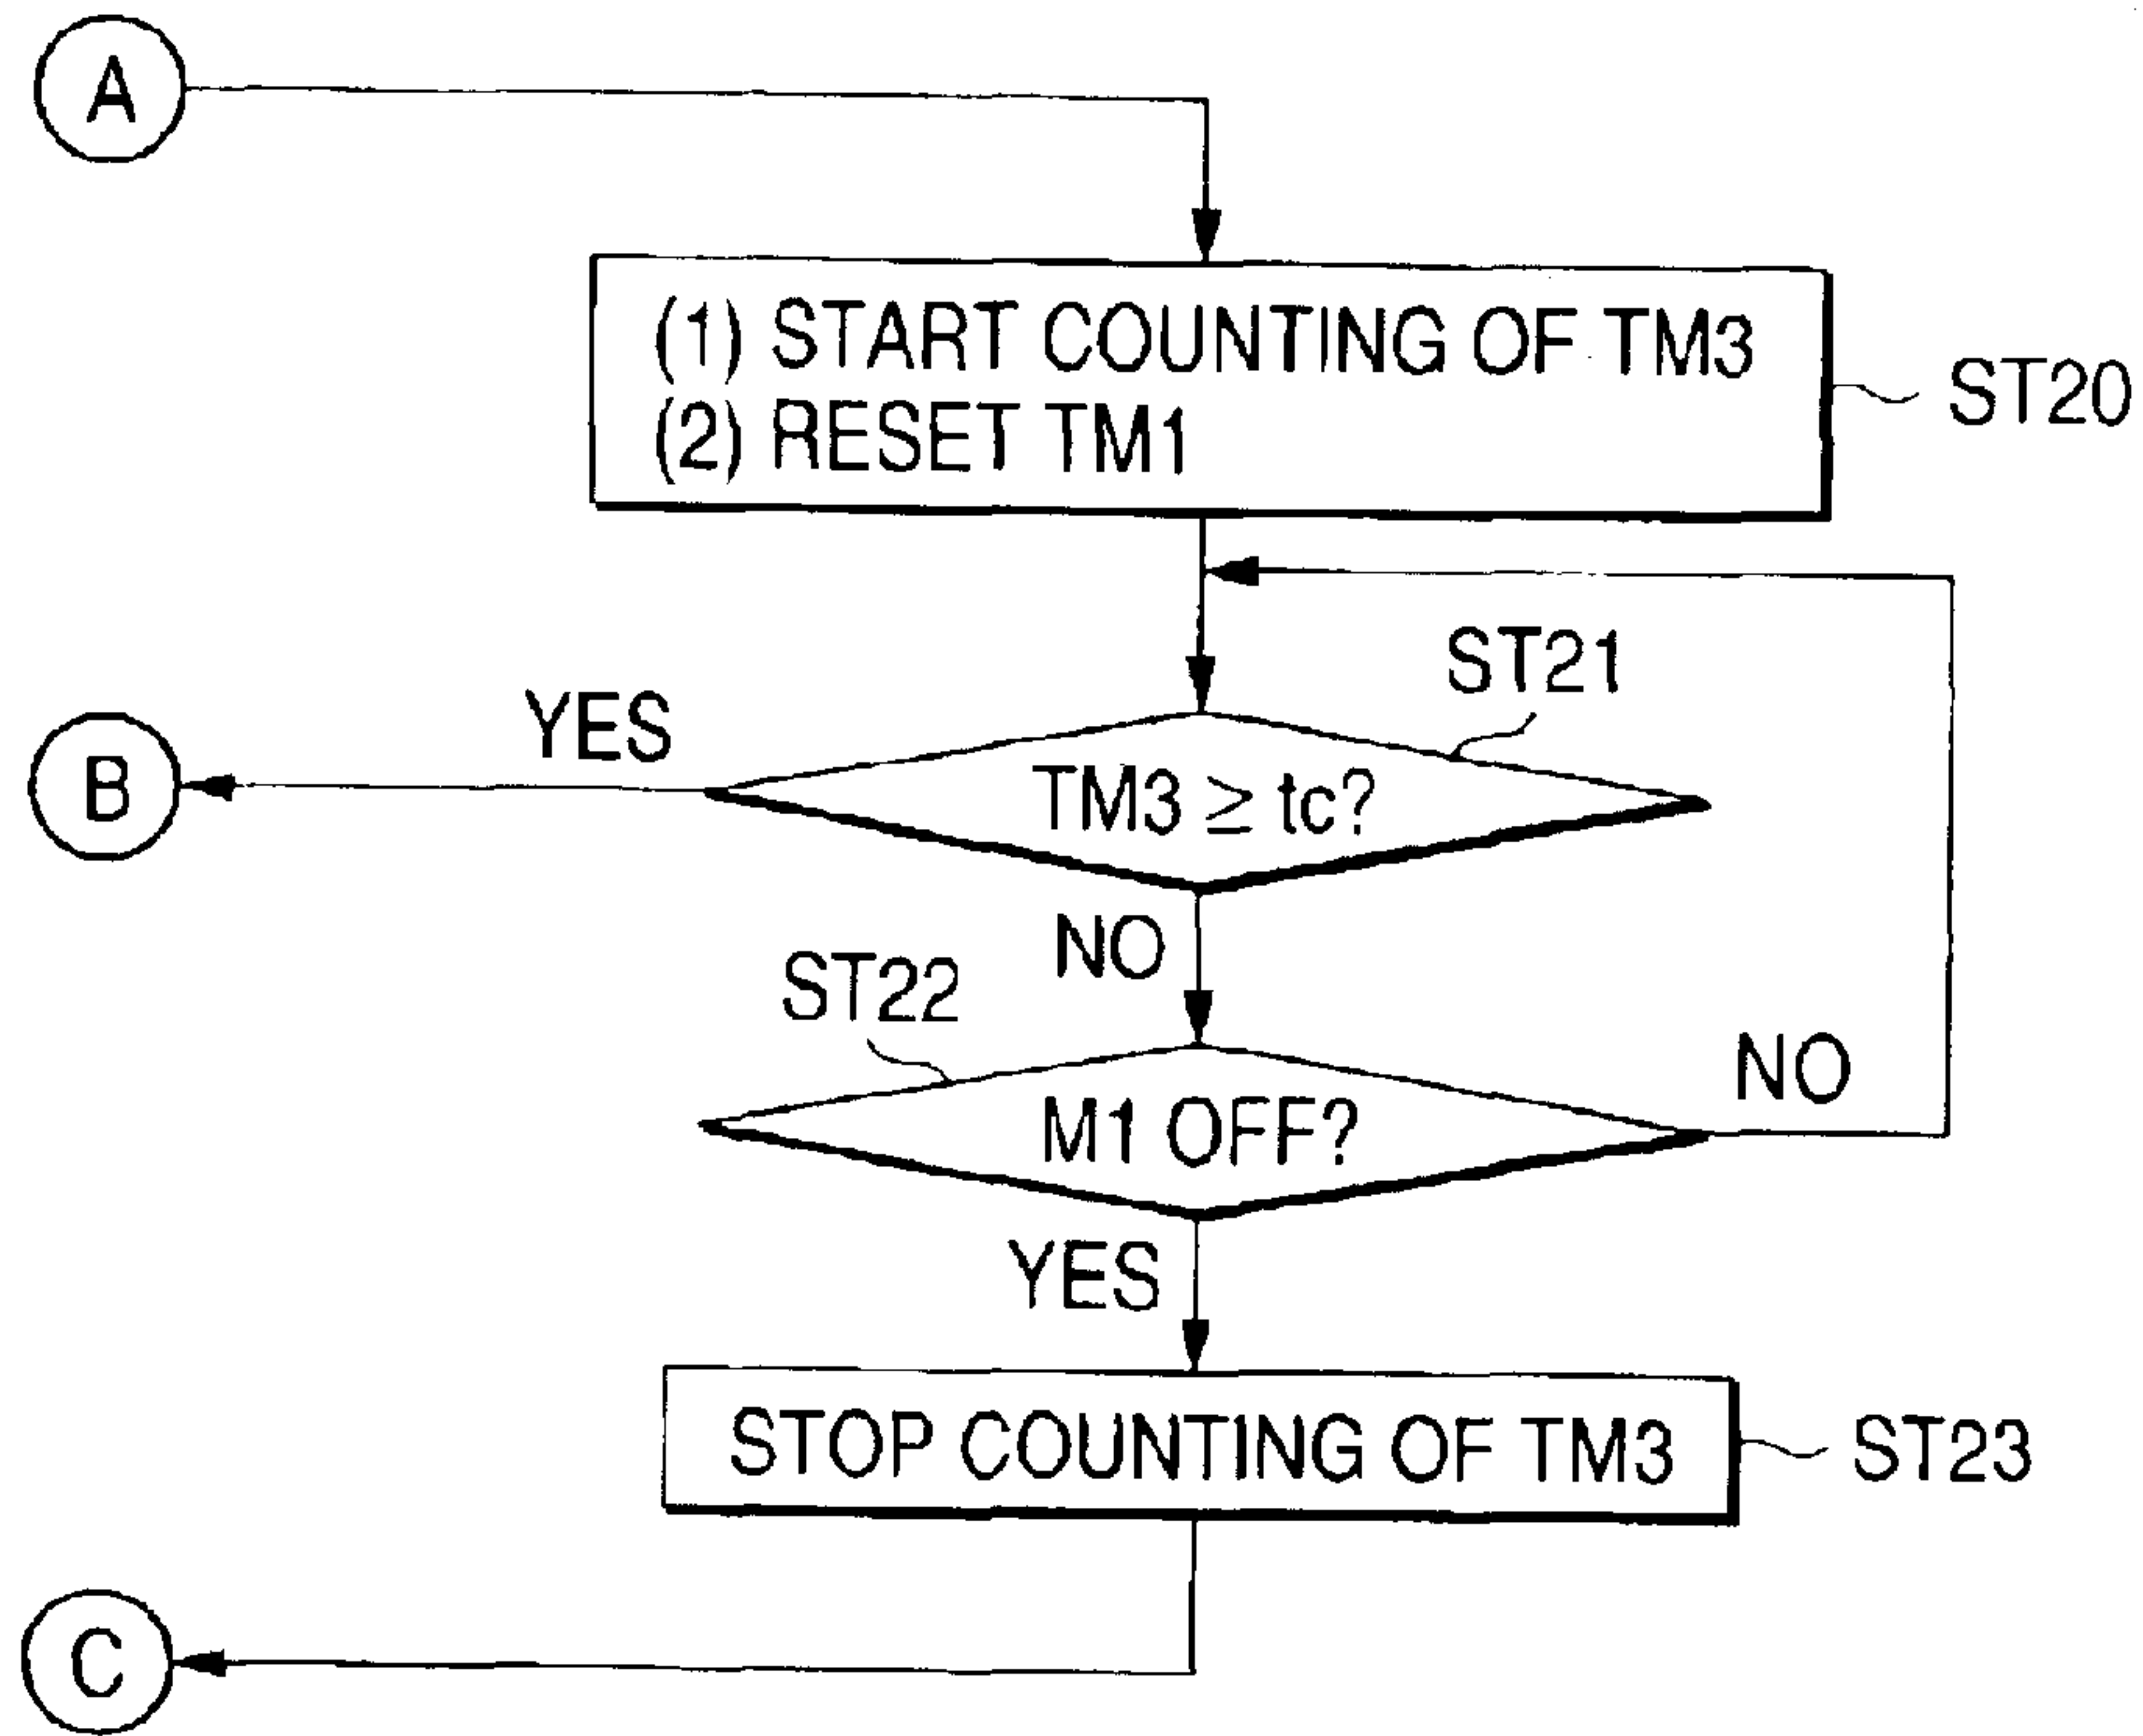 A
(1) START COUNTING OF TM3
(2) RESET TM1
ST20
ST21
YES
B
TM3 ≧ tc?
NO
ST22
NO
M1 OFF?
YES
STOP COUNTING OF TM3
ST23
C